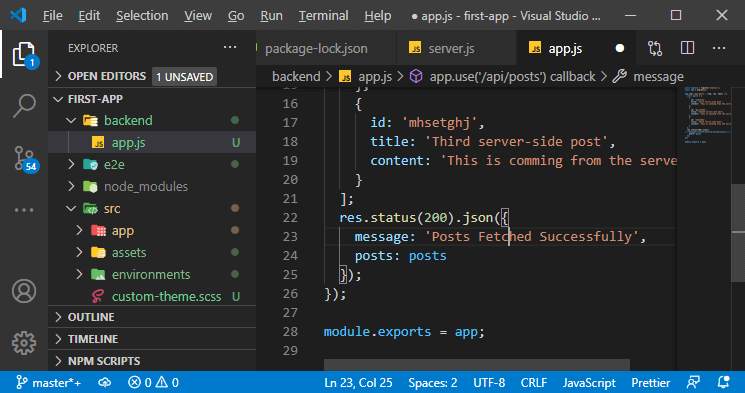 File Edit Selection View Go Run Terminal Help ● app.js - first-app - Visual Studio ...
EXPLORER
OPEN EDITORS 1 UNSAVED
FIRST-APP
backend
JS app.js U
e2e
node_modules
src
app
assets
environments
custom-theme.scss U
OUTLINE
TIMELINE
NPM SCRIPTS
1
54
package-lock.json JS server.js JS app.js ●
backend > JS app.js > app.use('/api/posts') callback > message
15 },
16 {
17 id: 'mhsetghj',
18 title: 'Third server-side post',
19 content: 'This is comming from the serve
20 }
21 ];
22 res.status(200).json({
23 message: 'Posts Fetched Successfully',
24 posts: posts
25 });
26 });
27
28 module.exports = app;
29
master*+ 0 0 Ln 23, Col 25 Spaces: 2 UTF-8 CRLF JavaScript Prettier